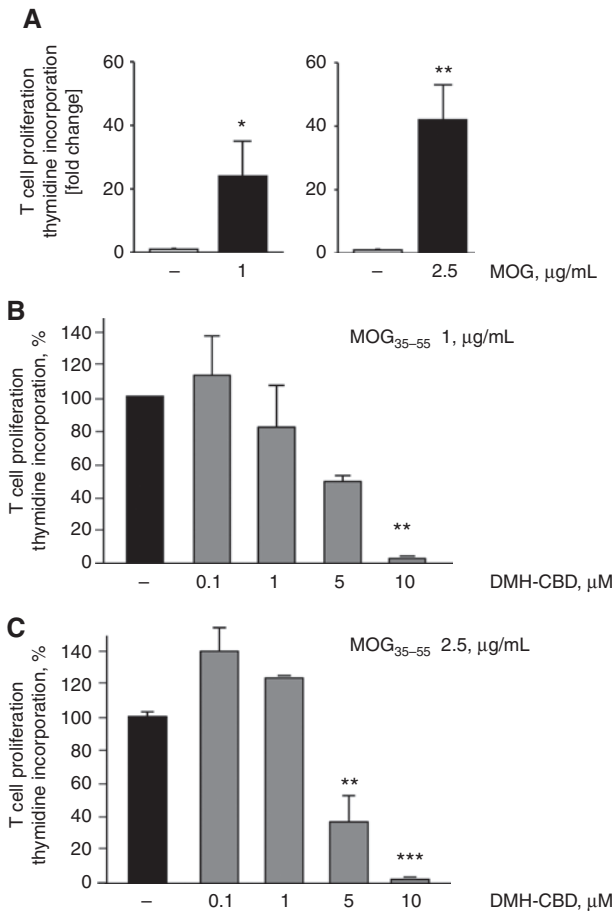 A
T cell proliferation
thymidine incorporation
[fold change]
60
40
20
0
*
–
1
60
40
20
0
**
–
2.5
MOG, μg/mL
B
T cell proliferation
thymidine incorporation, %
140
120
100
80
60
40
20
0
MOG35–55 1, μg/mL
**
–
0.1
1
5
10
DMH-CBD, μM
C
T cell proliferation
thymidine incorporation, %
140
120
100
80
60
40
20
0
MOG35–55 2.5, μg/mL
**
***
–
0.1
1
5
10
DMH-CBD, μM